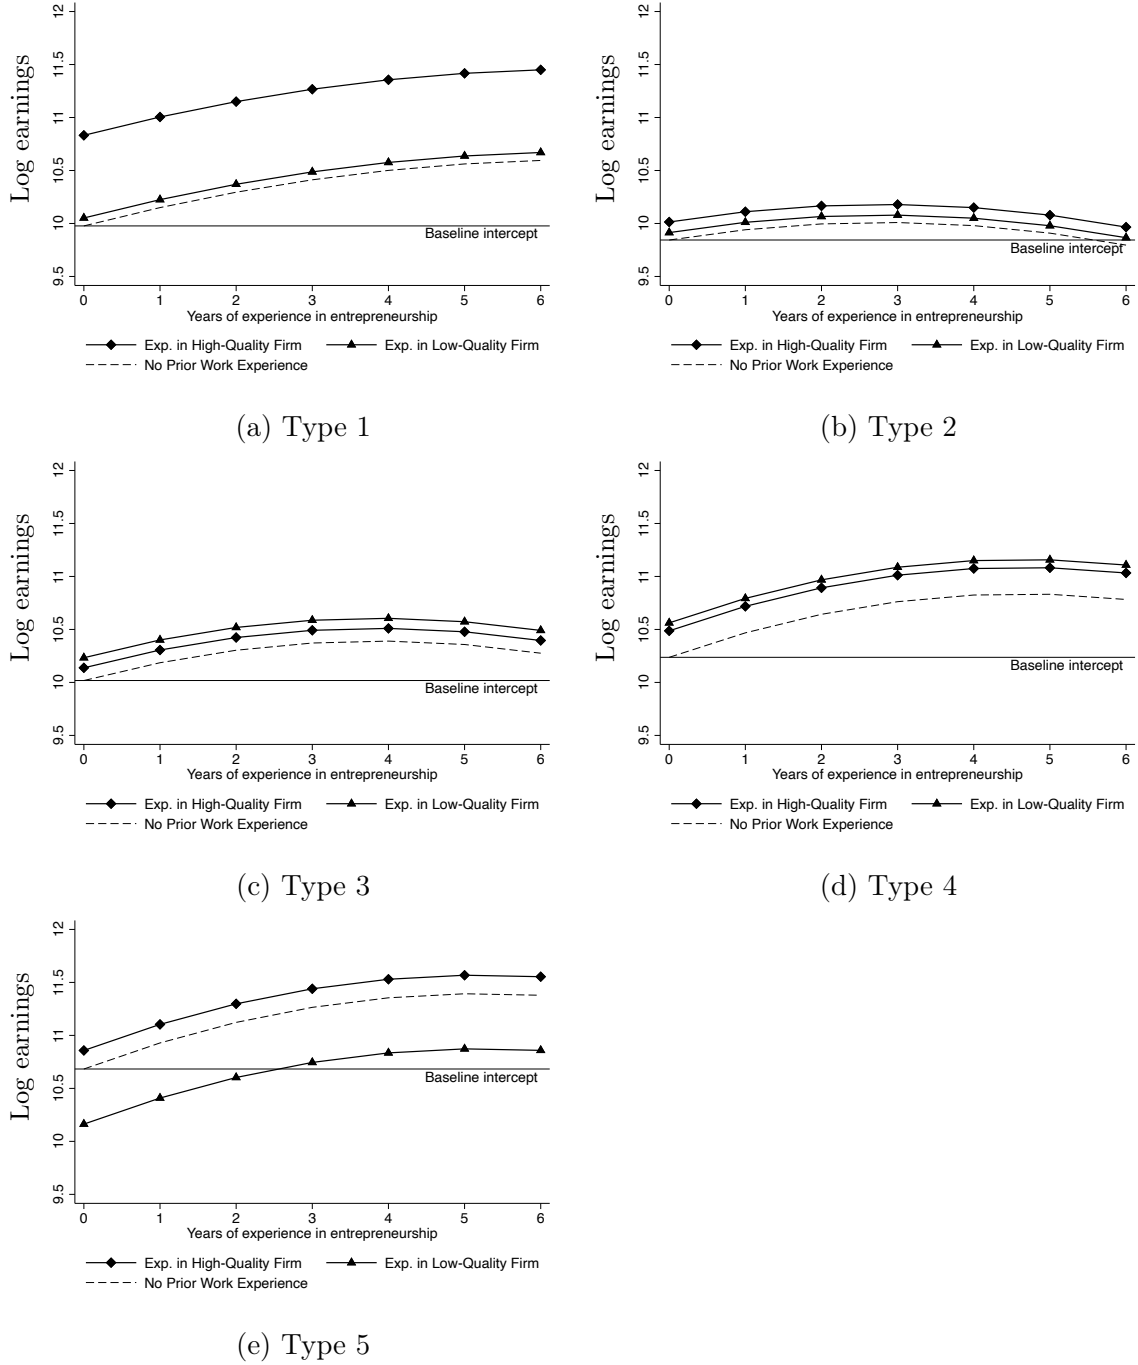 Log earnings
12
11.5
11
10.5
10
9.5
Baseline intercept
0 1 2 3 4 5 6
Years of experience in entrepreneurship
Exp. in High-Quality Firm Exp. in Low-Quality Firm
No Prior Work Experience
(a) Type 1
Log earnings
12
11.5
11
10.5
10
9.5
Baseline intercept
0 1 2 3 4 5 6
Years of experience in entrepreneurship
Exp. in High-Quality Firm Exp. in Low-Quality Firm
No Prior Work Experience
(b) Type 2
Log earnings
12
11.5
11
10.5
10
9.5
Baseline intercept
0 1 2 3 4 5 6
Years of experience in entrepreneurship
Exp. in High-Quality Firm Exp. in Low-Quality Firm
No Prior Work Experience
(c) Type 3
Log earnings
12
11.5
11
10.5
10
9.5
Baseline intercept
0 1 2 3 4 5 6
Years of experience in entrepreneurship
Exp. in High-Quality Firm Exp. in Low-Quality Firm
No Prior Work Experience
(d) Type 4
Log earnings
12
11.5
11
10.5
10
9.5
Baseline intercept
0 1 2 3 4 5 6
Years of experience in entrepreneurship
Exp. in High-Quality Firm Exp. in Low-Quality Firm
No Prior Work Experience
(e) Type 5